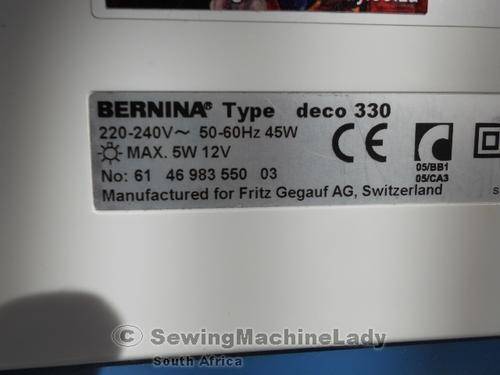 BERNINA® Type deco 330
220-240V~ 50-60Hz 45W
MAX. 5W 12V
No: 61 46 983 550 03
Manufactured for Fritz Gegauf AG, Switzerland
CE
05/BB1
05/CA3
© SewingMachineLady
South Africa